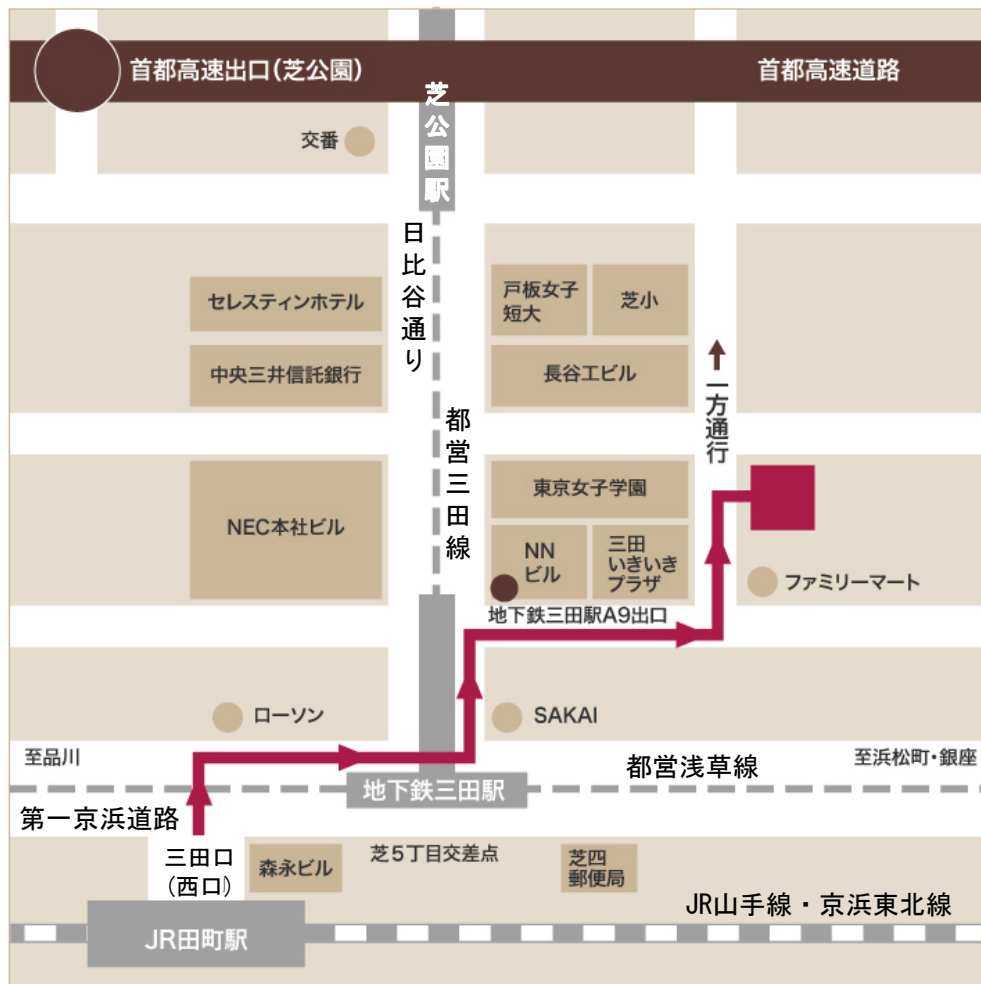 首都高速出口(芝公園)
首都高速道路
芝公園駅
交番
日比谷通り
セレスティンホテル
戸板女子
短大
芝小
中央三井信託銀行
長谷工ビル
一方通行
都営三田線
東京女子学園
NEC本社ビル
NN
ビル
三田
いきいき
プラザ
ファミリーマート
地下鉄三田駅A9出口
ローソン
SAKAI
至品川
都営浅草線
至浜松町・銀座
地下鉄三田駅
第一京浜道路
三田口
(西口)
森永ビル
芝5丁目交差点
芝四
郵便局
JR山手線・京浜東北線
JR田町駅